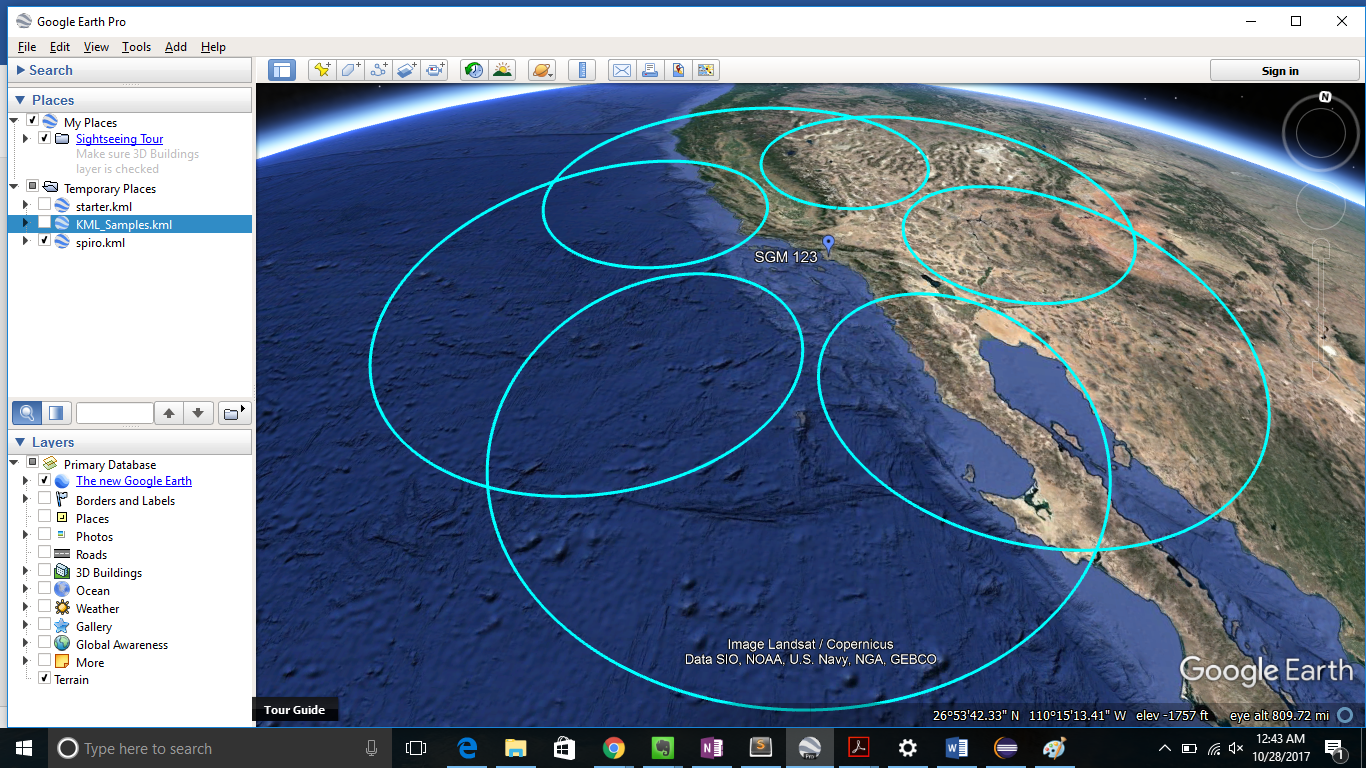 Google Earth Pro
File Edit View Tools Add Help
Search
Sign in
Places
My Places
Sightseeing Tour
Make sure 3D Buildings
layer is checked
Temporary Places
starter.kml
KML_Samples.kml
spiro.kml
N
SGM 123
Layers
Primary Database
The new Google Earth
Borders and Labels
Places
Photos
Roads
3D Buildings
Ocean
Weather
Gallery
Global Awareness
More
Terrain
Image Landsat / Copernicus
Data SIO, NOAA, U.S. Navy, NGA, GEBCO
Google Earth
Tour Guide
26°53'42.33" N 110°15'13.41" W elev -1757 ft eye alt 809.72 mi
Type here to search
N
S
Pro
W
12:43 AM
10/28/2017
1